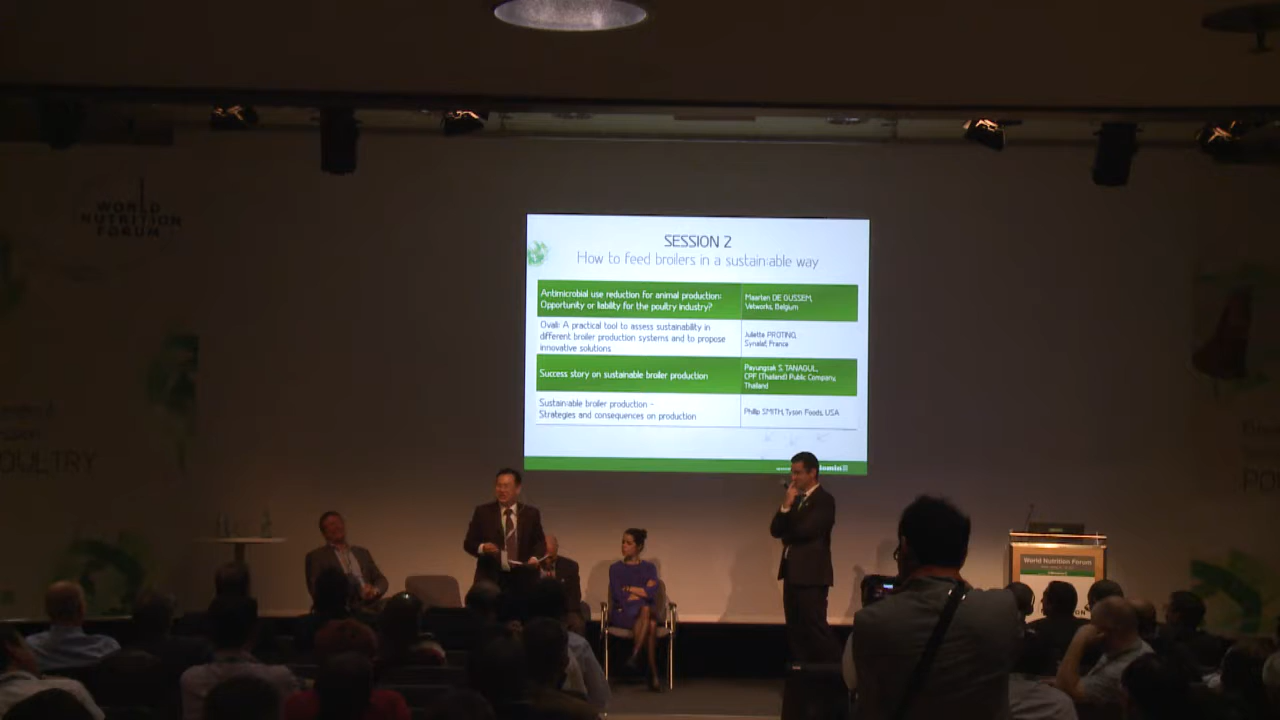 WORLD
NUTRITION
FORUM
SESSION 2
How to feed broilers in a sustainable way
Antimicrobial use reduction for animal production:
Opportunity or liability for the poultry industry?
Maarten DE GUSSEM,
Vetworks, Belgium
Ovali: A practical tool to assess sustainability in
different broiler production systems and to propose
innovative solutions
Juliette PROTINO,
Synalaf, France
Success story on sustainable broiler production
Payungsak S. TANAGUL,
CPF (Thailand) Public Company,
Thailand
Sustainable broiler production -
Strategies and consequences on production
Philip SMITH, Tyson Foods, USA
OULTRY
PO
World Nutrition Forum